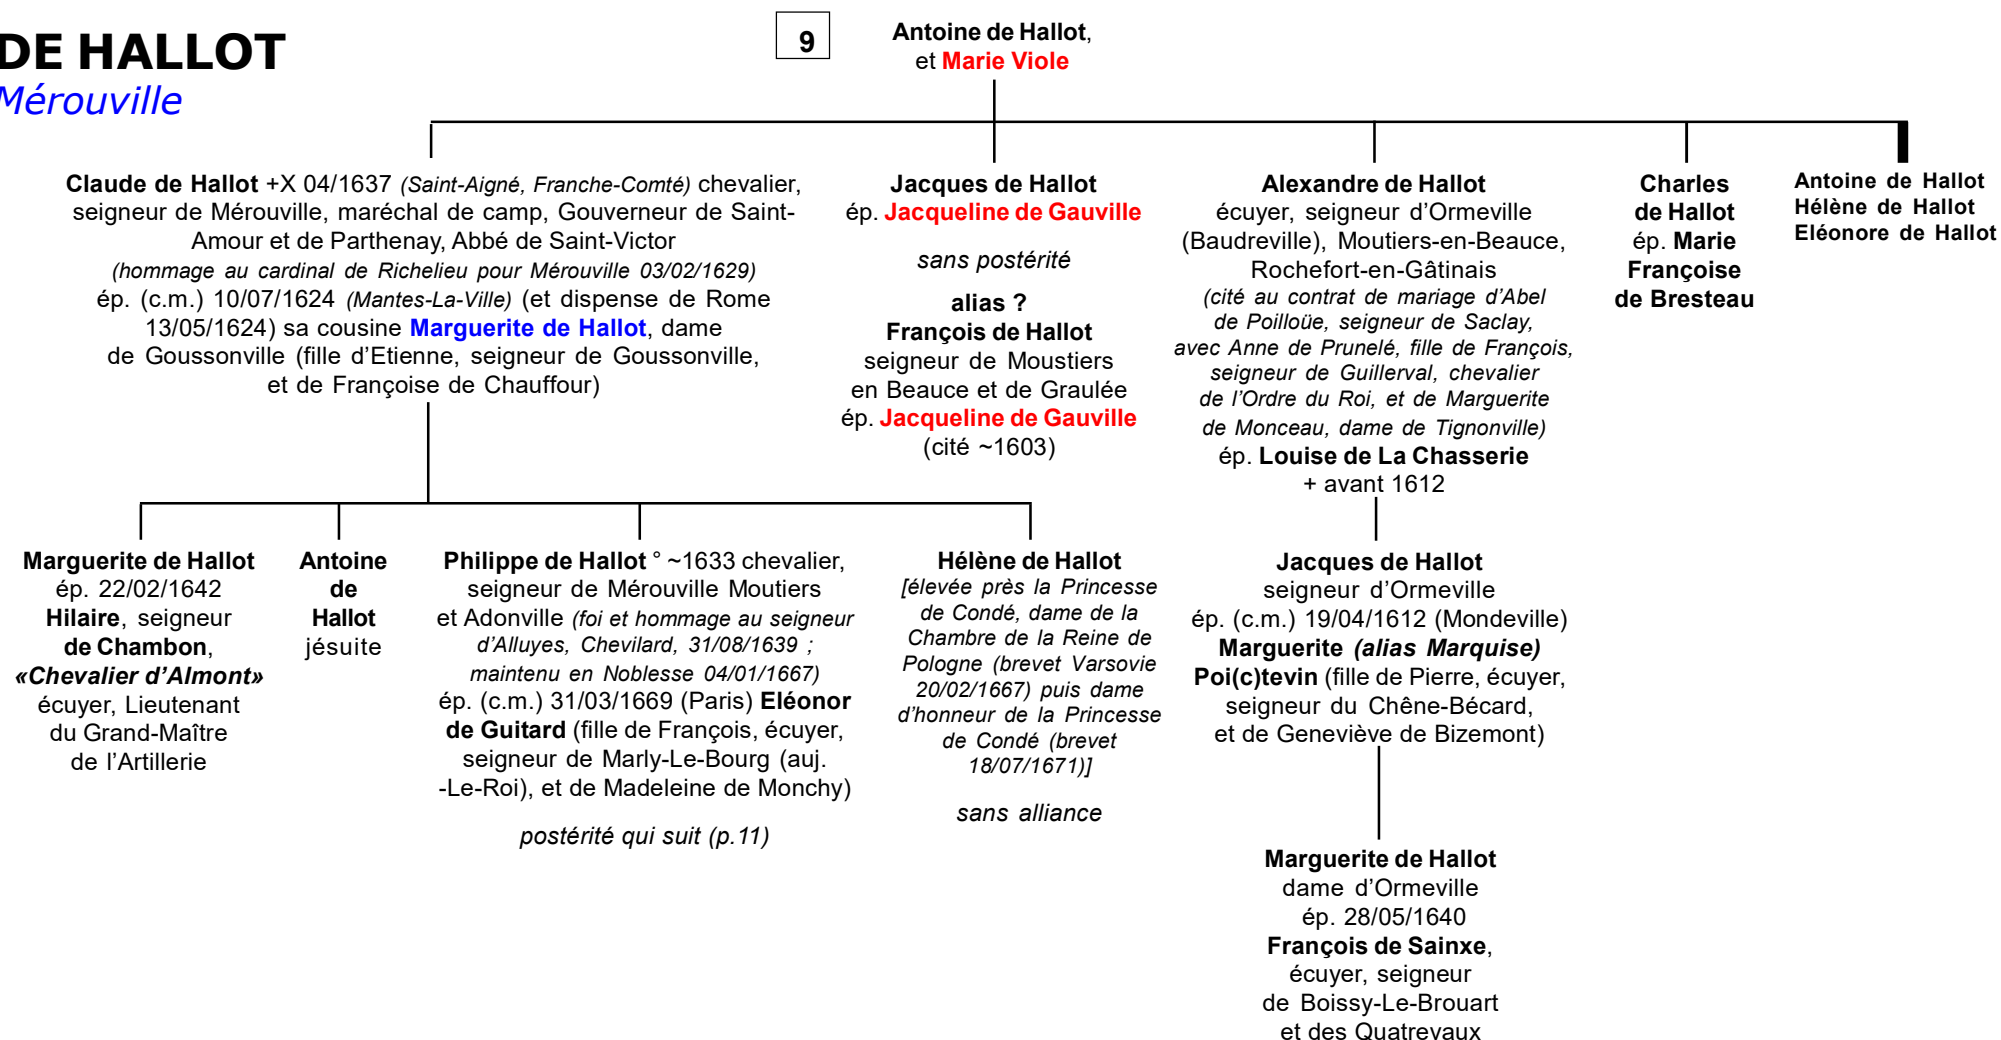 DE HALLOT
Mérouville
9
Antoine de Hallot,
et Marie Viole
Claude de Hallot +X 04/1637 (Saint-Aigné, Franche-Comté) chevalier,
seigneur de Mérouville, maréchal de camp, Gouverneur de Saint-
Amour et de Parthenay, Abbé de Saint-Victor
(hommage au cardinal de Richelieu pour Mérouville 03/02/1629)
ép. (c.m.) 10/07/1624 (Mantes-La-Ville) (et dispense de Rome
13/05/1624) sa cousine Marguerite de Hallot, dame
de Goussonville (fille d'Etienne, seigneur de Goussonville,
et de Françoise de Chauffour)
Jacques de Hallot
ép. Jacqueline de Gauville
sans postérité
alias ?
François de Hallot
seigneur de Moustiers
en Beauce et de Graulée
ép. Jacqueline de Gauville
(cité ~1603)
Alexandre de Hallot
écuyer, seigneur d'Ormeville
(Baudreville), Moutiers-en-Beauce,
Rochefort-en-Gâtinais
(cité au contrat de mariage d'Abel
de Poilloüe, seigneur de Saclay,
avec Anne de Prunelé, fille de François,
seigneur de Guillerval, chevalier
de l'Ordre du Roi, et de Marguerite
de Monceau, dame de Tignonville)
ép. Louise de La Chasserie
+ avant 1612
Charles
de Hallot
ép. Marie
Françoise
de Bresteau
Antoine de Hallot
Hélène de Hallot
Eléonore de Hallot
Marguerite de Hallot
ép. 22/02/1642
Hilaire, seigneur
de Chambon,
«Chevalier d'Almont»
écuyer, Lieutenant
du Grand-Maître
de l'Artillerie
Antoine
de
Hallot
jésuite
Philippe de Hallot ° ~1633 chevalier,
seigneur de Mérouville Moutiers
et Adonville (foi et hommage au seigneur
d'Alluyes, Chevilard, 31/08/1639 ;
maintenu en Noblesse 04/01/1667)
ép. (c.m.) 31/03/1669 (Paris) Eléonor
de Guitard (fille de François, écuyer,
seigneur de Marly-Le-Bourg (auj.
-Le-Roi), et de Madeleine de Monchy)
postérité qui suit (p.11)
Hélène de Hallot
[élevée près la Princesse
de Condé, dame de la
Chambre de la Reine de
Pologne (brevet Varsovie
20/02/1667) puis dame
d'honneur de la Princesse
de Condé (brevet
18/07/1671)]
sans alliance
Jacques de Hallot
seigneur d'Ormeville
ép. (c.m.) 19/04/1612 (Mondeville)
Marguerite (alias Marquise)
Poi(c)tevin (fille de Pierre, écuyer,
seigneur du Chêne-Bécard,
et de Geneviève de Bizemont)
Marguerite de Hallot
dame d'Ormeville
ép. 28/05/1640
François de Sainxe,
écuyer, seigneur
de Boissy-Le-Brouart
et des Quatrevaux